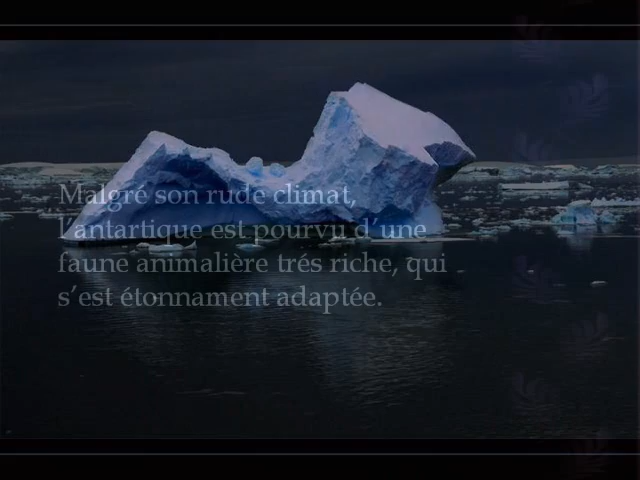 Malgré son rude climat,
l’antartique est pourvu d’une
faune animalière trés riche, qui
s’est étonnament adaptée.